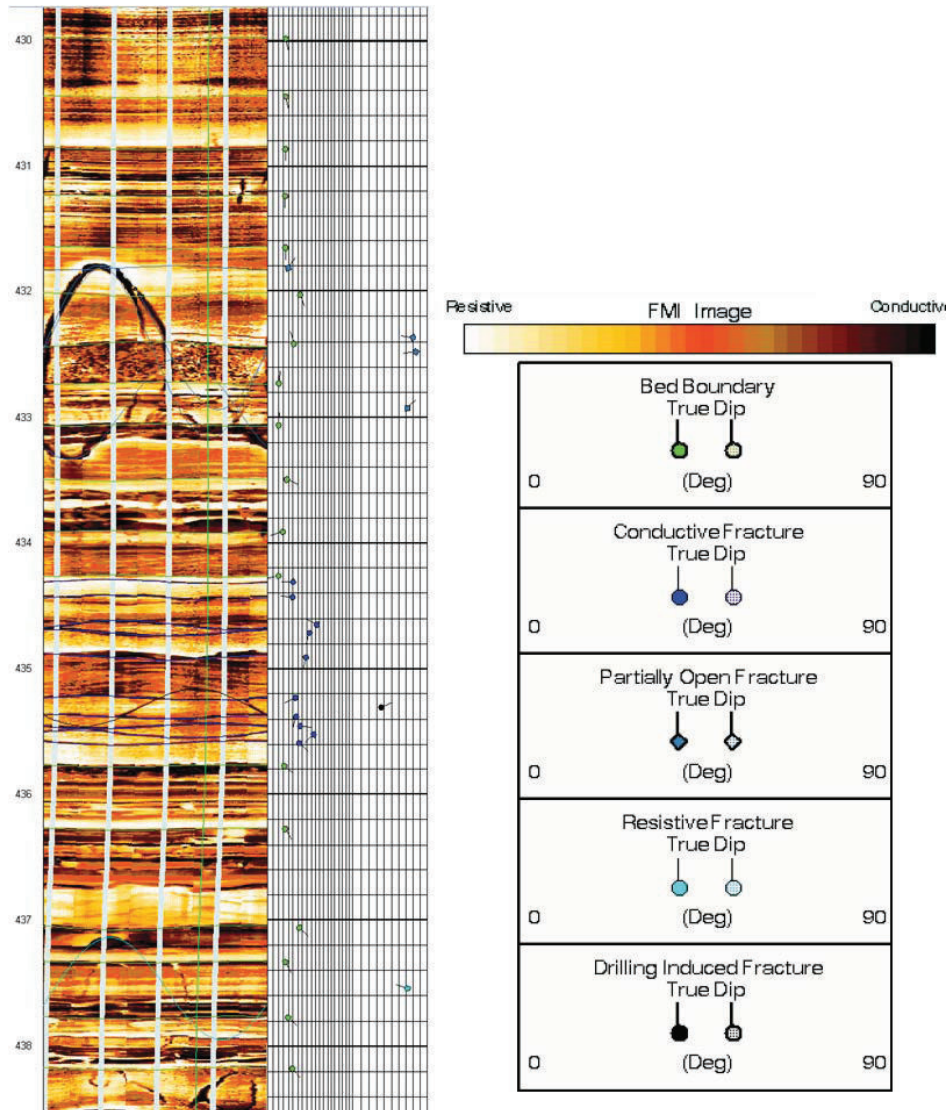 430
431
432
433
434
435
436
437
438
Resistive FMI Image Conductive
Bed Boundary
True Dip
0 (Deg) 90
Conductive Fracture
True Dip
0 (Deg) 90
Partially Open Fracture
True Dip
0 (Deg) 90
Resistive Fracture
True Dip
0 (Deg) 90
Drilling Induced Fracture
True Dip
0 (Deg) 90